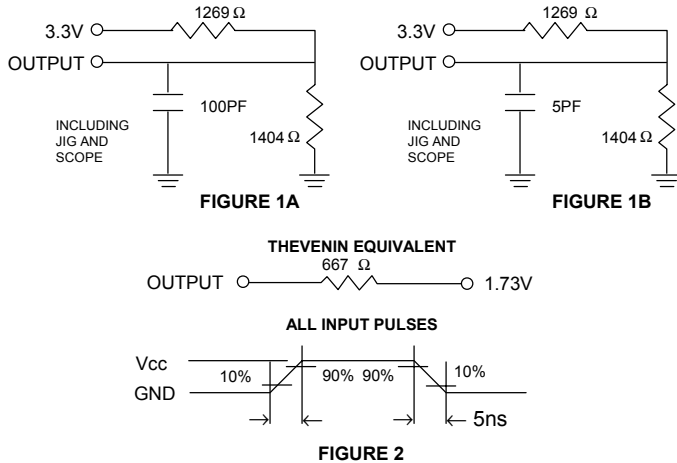 1269 Ω
3.3V
OUTPUT
100PF
INCLUDING
JIG AND
SCOPE
1404 Ω
FIGURE 1A
1269 Ω
3.3V
OUTPUT
5PF
INCLUDING
JIG AND
SCOPE
1404 Ω
FIGURE 1B
THEVENIN EQUIVALENT
667 Ω
OUTPUT 1.73V
ALL INPUT PULSES
Vcc
10% 90% 90% 10%
GND
5ns
FIGURE 2